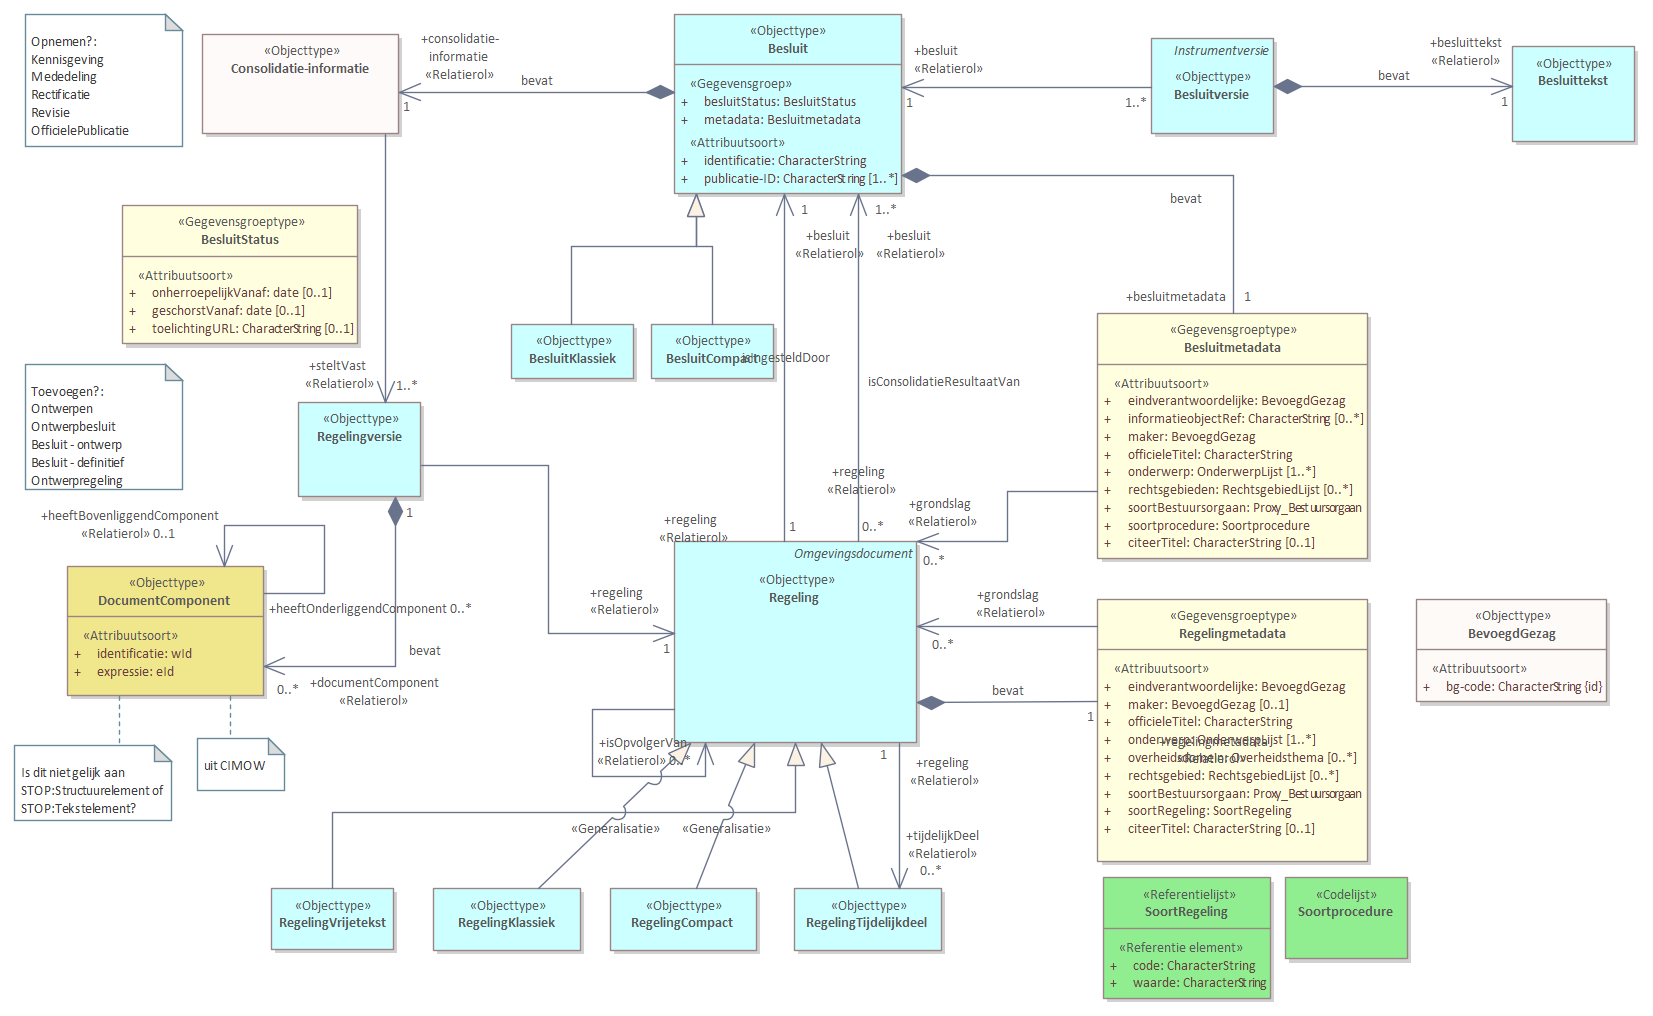 Opnemen?:
Kennisgeving
Mededeling
Rectificatie
Revisie
OfficielePublicatie
«Objecttype»
Consolidatie-informatie
+consolidatie-
informatie
«Relatierol»
1
bevat
«Objecttype»
Besluit
«Gegevensgroep»
+ besluitStatus: BesluitStatus
+ metadata: Besluitmetadata
«Attribuutsoort»
+ identificatie: CharacterString
+ publicatie-ID: CharacterString [1..*]
+besluit
«Relatierol»
1
1..*
Instrumentversie
«Objecttype»
Besluitversie
bevat
+besluittekst
«Relatierol»
1
«Objecttype»
Besluittekst
bevat
+besluitmetadata
1
«Gegevensgroeptype»
BesluitStatus
«Attribuutsoort»
+ onherroepelijkVanaf: date [0..1]
+ geschorstVanaf: date [0..1]
+ toelichtingURL: CharacterString [0..1]
1
+besluit
«Relatierol»
1..*
+besluit
«Relatierol»
«Objecttype»
BesluitKlassiek
«Objecttype»
BesluitCompact
isIngesteldDoor
isConsolidatieResultaatVan
+steltVast
«Relatierol»
1..*
Toevoegen?:
Ontwerpen
Ontwerpbesluit
Besluit - ontwerp
Besluit - definitief
Ontwerpregeling
«Objecttype»
Regelingversie
1
«Gegevensgroeptype»
Besluitmetadata
«Attribuutsoort»
+ eindverantwoordelijke: BevoegdGezag
+ informatieobjectRef: CharacterString [0..*]
+ maker: BevoegdGezag
+ officieleTitel: CharacterString
+ onderwerp: OnderwerpLijst [1..*]
+ rechtsgebieden: RechtsgebiedLijst [0..*]
+ soortBestuursorgaan: Proxy_Bestuursorgaan
+ soortprocedure: Soortprocedure
+ citeerTitel: CharacterString [0..1]
+regeling
«Relatierol»
0..*
+regeling
«Relatierol»
1
+grondslag
«Relatierol»
0..*
+heeftBovenliggendComponent
«Relatierol» 0..1
+heeftOnderliggendComponent 0..*
«Objecttype»
DocumentComponent
«Attribuutsoort»
+ identificatie: wId
+ expressie: eId
bevat
0..*
+documentComponent
«Relatierol»
+regeling
«Relatierol»
1
Omgevingsdocument
«Objecttype»
Regeling
+grondslag
«Relatierol»
0..*
bevat
1
+regelingmetadata
«Relatierol»
«Gegevensgroeptype»
Regelingmetadata
«Attribuutsoort»
+ eindverantwoordelijke: BevoegdGezag
+ maker: BevoegdGezag [0..1]
+ officieleTitel: CharacterString
+ onderwerp: OnderwerpLijst [1..*]
+ overheidsdomein: Overheidsthema [0..*]
+ rechtsgebied: RechtsgebiedLijst [0..*]
+ soortBestuursorgaan: Proxy_Bestuursorgaan
+ soortRegeling: SoortRegeling
+ citeerTitel: CharacterString [0..1]
«Objecttype»
BevoegdGezag
«Attribuutsoort»
+ bg-code: CharacterString {id}
Is dit niet gelijk aan
STOP:Structuurelement of
STOP:Tekstelement?
uit CIMOW
+isOpvolgerVan
«Relatierol» 0..*
«Generalisatie»
«Generalisatie»
1
+regeling
«Relatierol»
+tijdelijkDeel
«Relatierol»
0..*
«Objecttype»
RegelingVrijetekst
«Objecttype»
RegelingKlassiek
«Objecttype»
RegelingCompact
«Objecttype»
RegelingTijdelijkdeel
«Referentielijst»
SoortRegeling
«Referentie element»
+ code: CharacterString
+ waarde: CharacterString
«Codelijst»
Soortprocedure